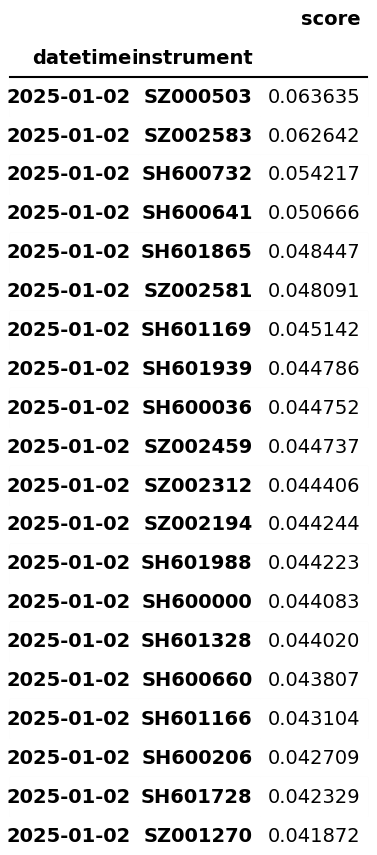 score
datetime instrument
2025-01-02 SZ000503 0.063635
2025-01-02 SZ002583 0.062642
2025-01-02 SH600732 0.054217
2025-01-02 SH600641 0.050666
2025-01-02 SH601865 0.048447
2025-01-02 SZ002581 0.048091
2025-01-02 SH601169 0.045142
2025-01-02 SH601939 0.044786
2025-01-02 SH600036 0.044752
2025-01-02 SZ002459 0.044737
2025-01-02 SZ002312 0.044406
2025-01-02 SZ002194 0.044244
2025-01-02 SH601988 0.044223
2025-01-02 SH600000 0.044083
2025-01-02 SH601328 0.044020
2025-01-02 SH600660 0.043807
2025-01-02 SH601166 0.043104
2025-01-02 SH600206 0.042709
2025-01-02 SH601728 0.042329
2025-01-02 SZ001270 0.041872